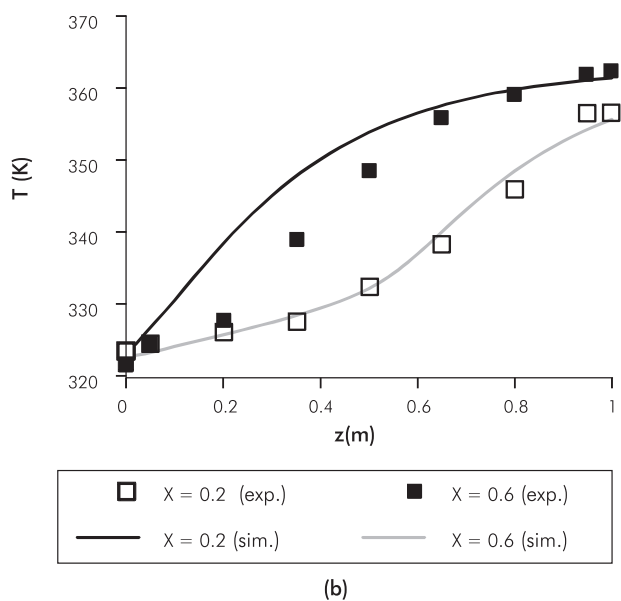 370
360
350
340
330
320
T (K)
0
0.2
0.4
0.6
0.8
1
z(m)
X = 0.2 (exp.)
X = 0.6 (exp.)
X = 0.2 (sim.)
X = 0.6 (sim.)
(b)